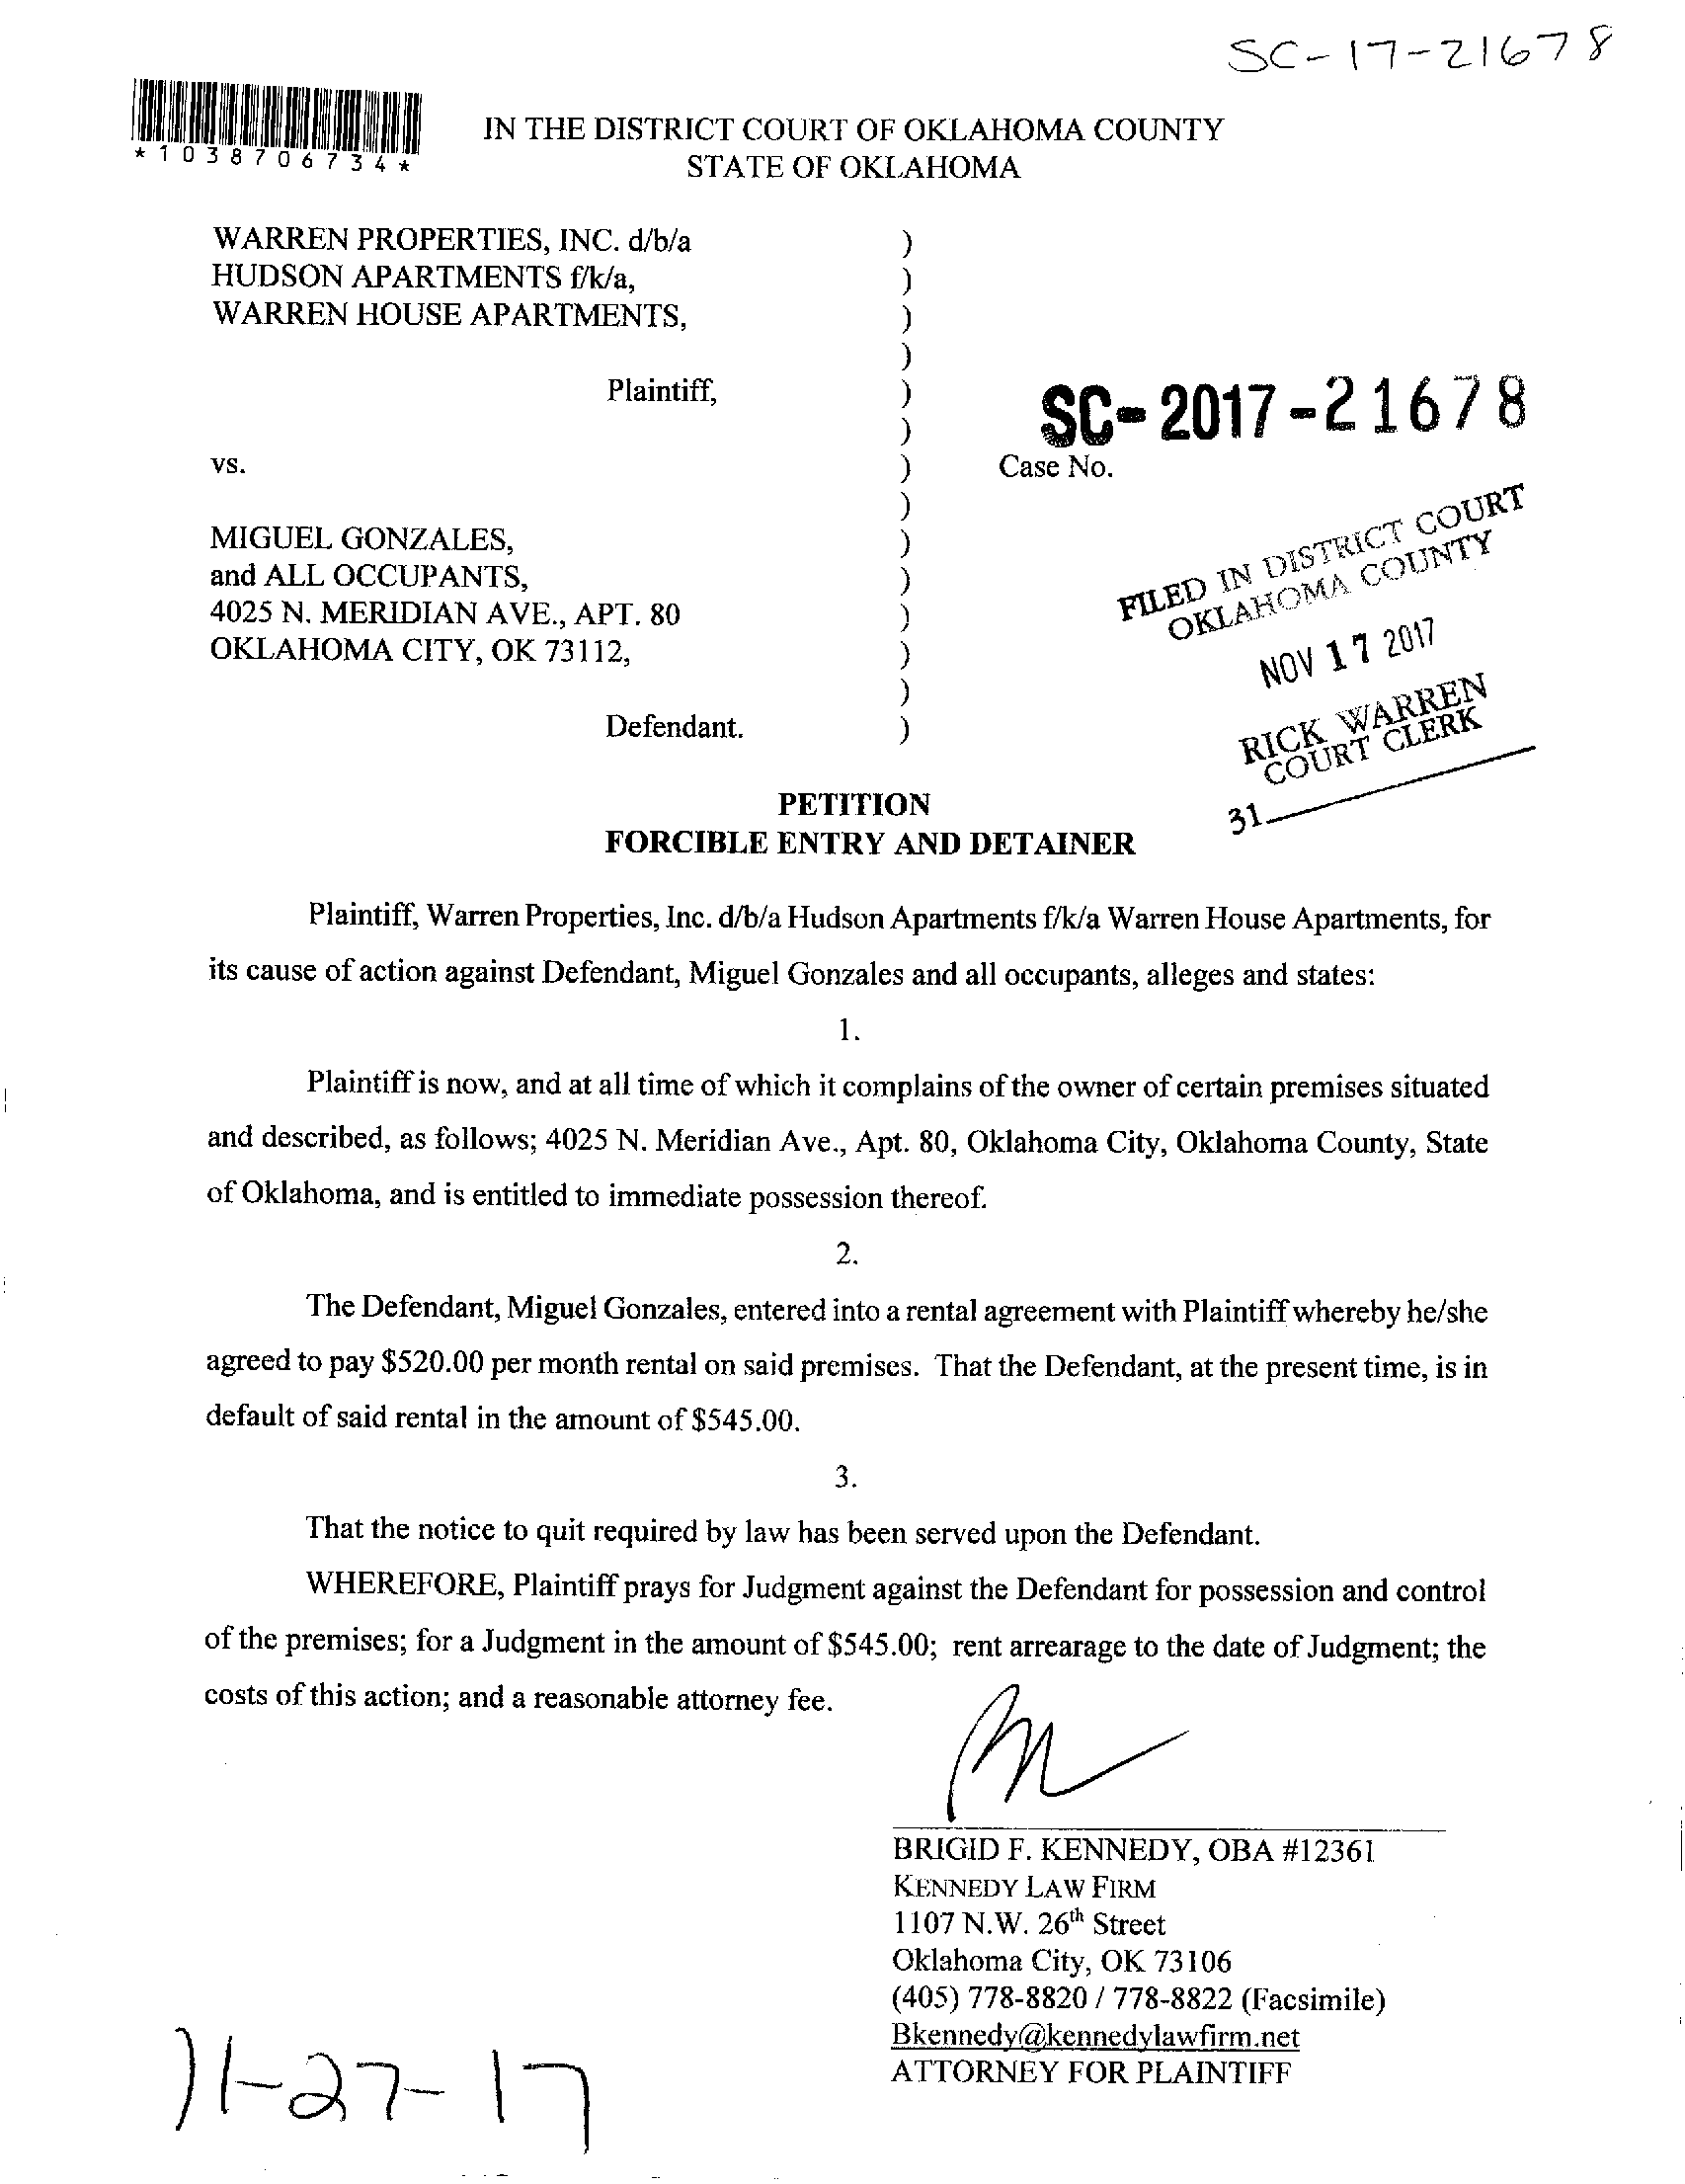 SC-17-21678
*1038706734*
IN THE DISTRICT COURT OF OKLAHOMA COUNTY
STATE OF OKLAHOMA
WARREN PROPERTIES, INC. d/b/a )
HUDSON APARTMENTS f/k/a, )
WARREN HOUSE APARTMENTS, )
)
Plaintiff, )
) SC-2017-21678
vs. ) Case No.
)
MIGUEL GONZALES, )
and ALL OCCUPANTS, )
4025 N. MERIDIAN AVE., APT. 80 )
OKLAHOMA CITY, OK 73112, )
)
Defendant. )
FILED IN DISTRICT COURT
OKLAHOMA COUNTY
NOV 17 2017
RICK WARREN
COURT CLERK
31
PETITION
FORCIBLE ENTRY AND DETAINER
Plaintiff, Warren Properties, Inc. d/b/a Hudson Apartments f/k/a Warren House Apartments, for
its cause of action against Defendant, Miguel Gonzales and all occupants, alleges and states:
1.
Plaintiff is now, and at all time of which it complains of the owner of certain premises situated
and described, as follows; 4025 N. Meridian Ave., Apt. 80, Oklahoma City, Oklahoma County, State
of Oklahoma, and is entitled to immediate possession thereof.
2.
The Defendant, Miguel Gonzales, entered into a rental agreement with Plaintiff whereby he/she
agreed to pay $520.00 per month rental on said premises. That the Defendant, at the present time, is in
default of said rental in the amount of $545.00.
3.
That the notice to quit required by law has been served upon the Defendant.
WHEREFORE, Plaintiff prays for Judgment against the Defendant for possession and control
of the premises; for a Judgment in the amount of $545.00; rent arrearage to the date of Judgment; the
costs of this action; and a reasonable attorney fee.
BRIGID F. KENNEDY, OBA #12361
KENNEDY LAW FIRM
1107 N.W. 26th Street
Oklahoma City, OK 73106
(405) 778-8820 / 778-8822 (Facsimile)
Bkennedy@kennedylawfirm.net
ATTORNEY FOR PLAINTIFF
11-27-17